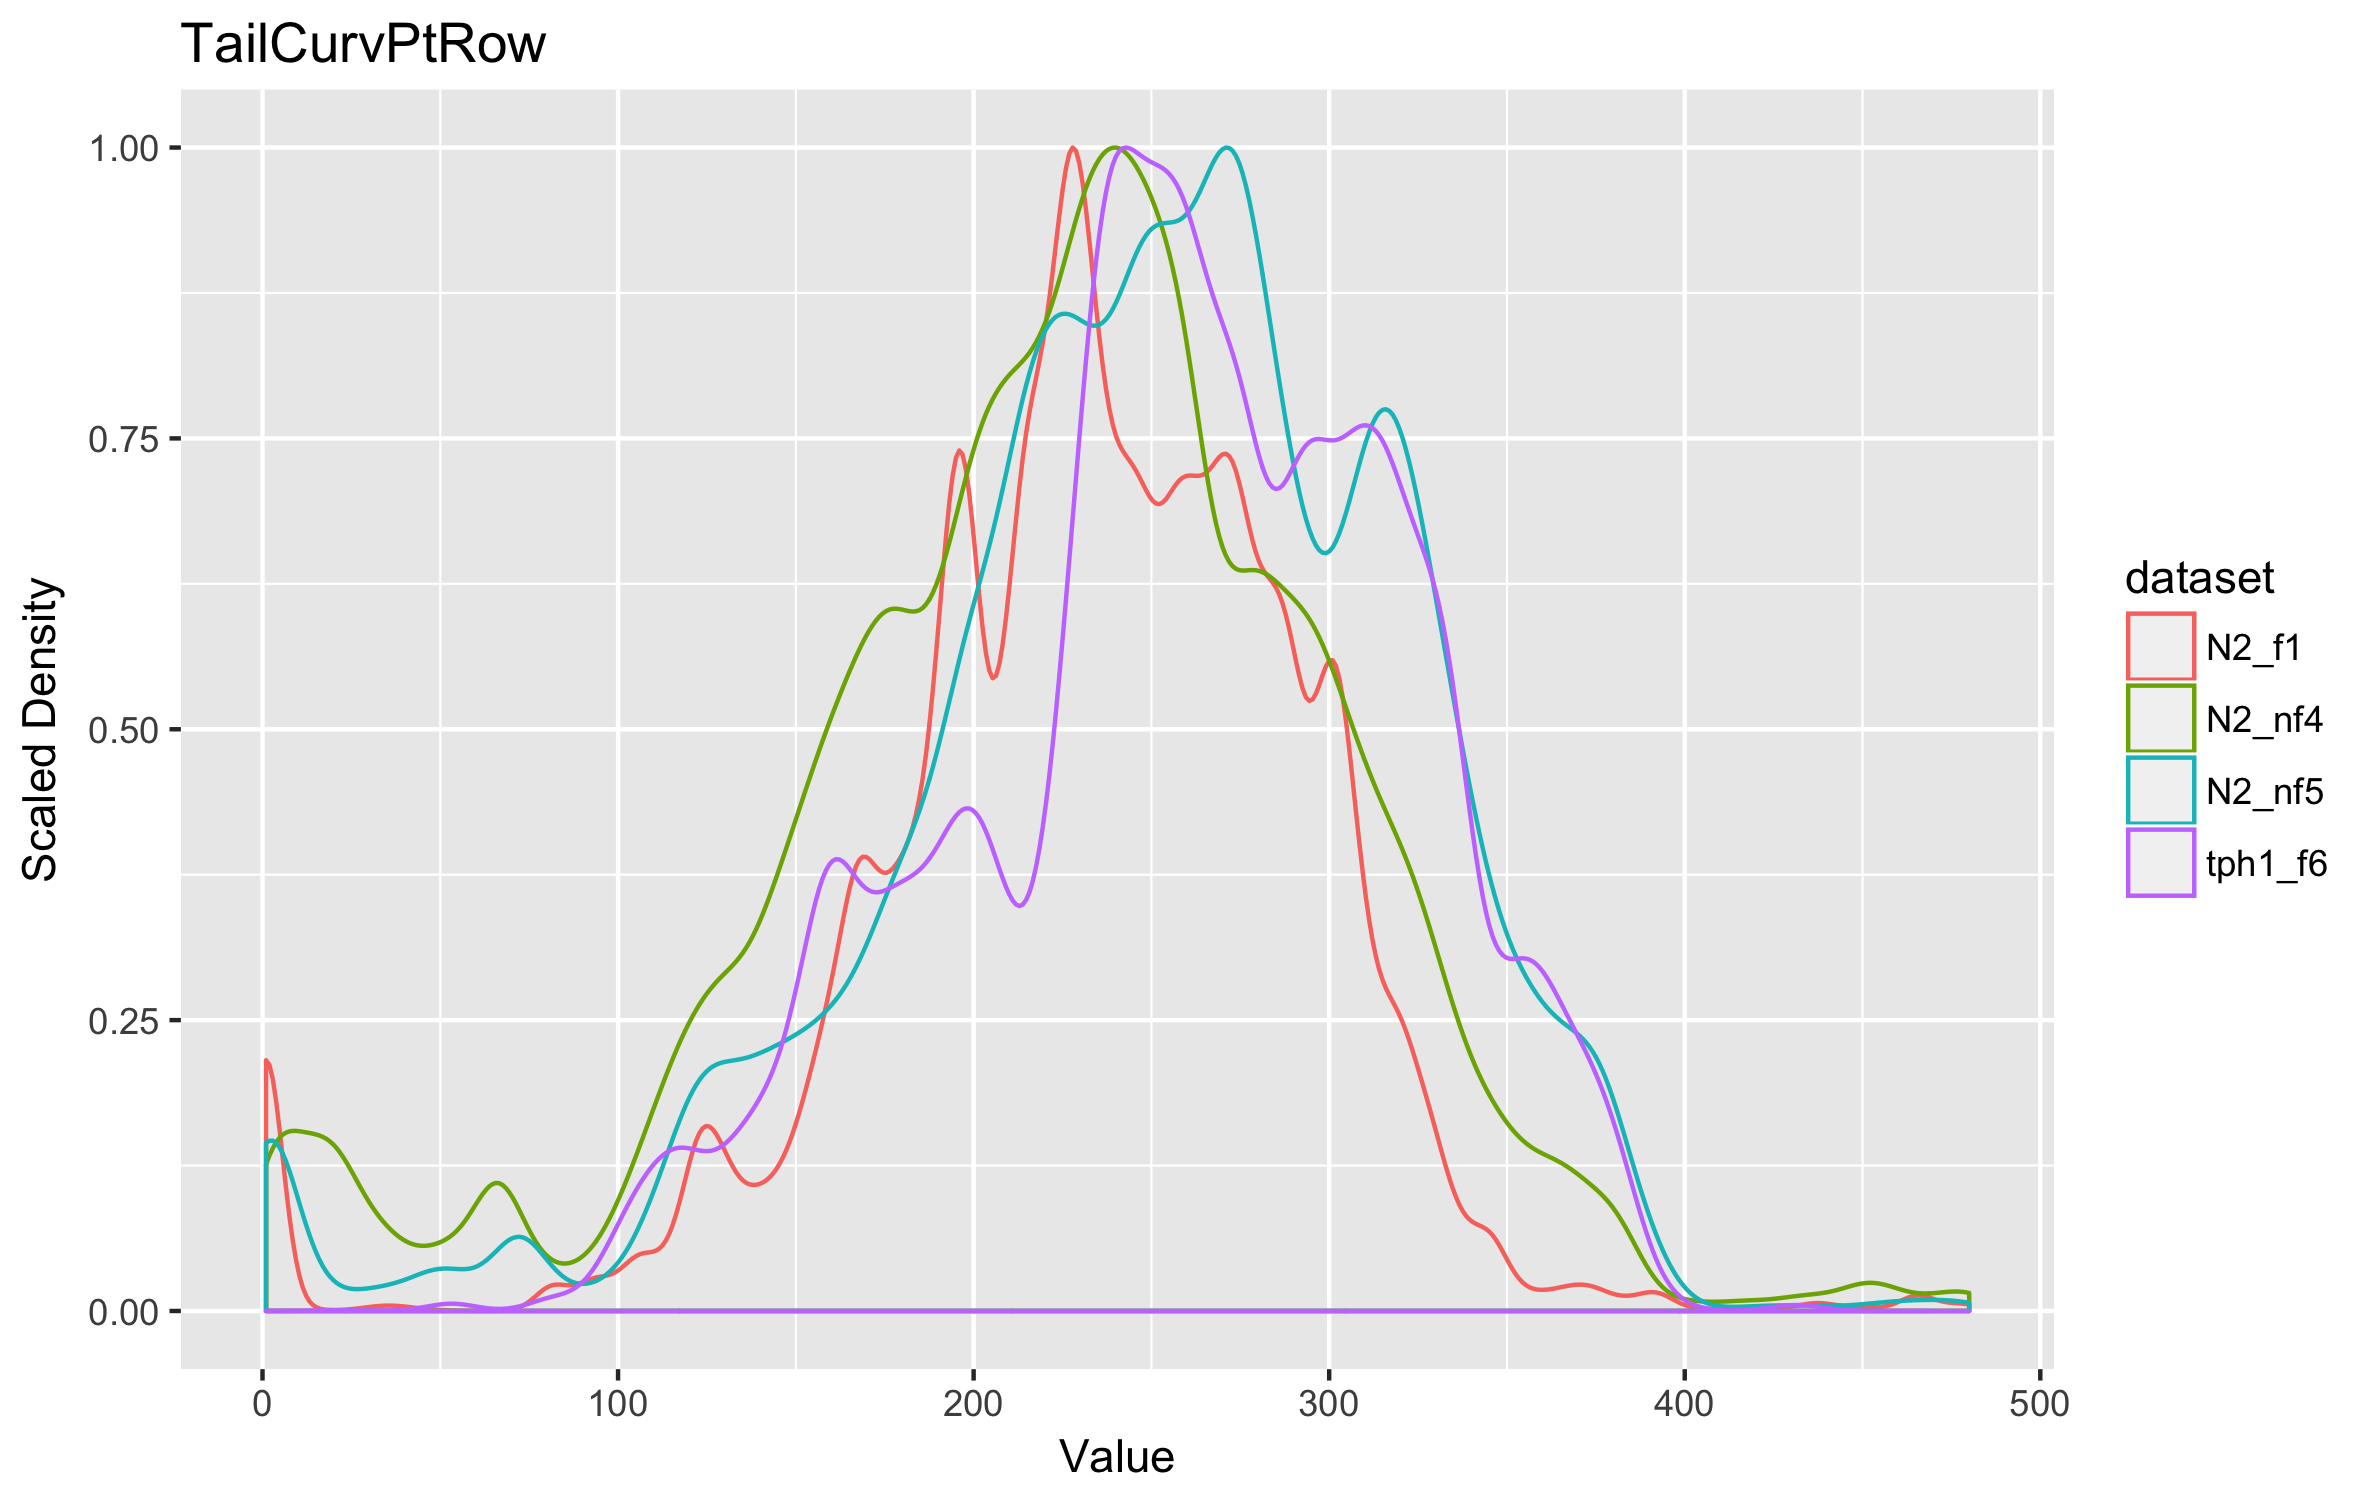 TailCurvPtRow
1.00
0.75
0.50
0.25
0.00
Scaled Density
0
100
200
300
400
500
Value
dataset
N2_f1
N2_nf4
N2_nf5
tph1_f6